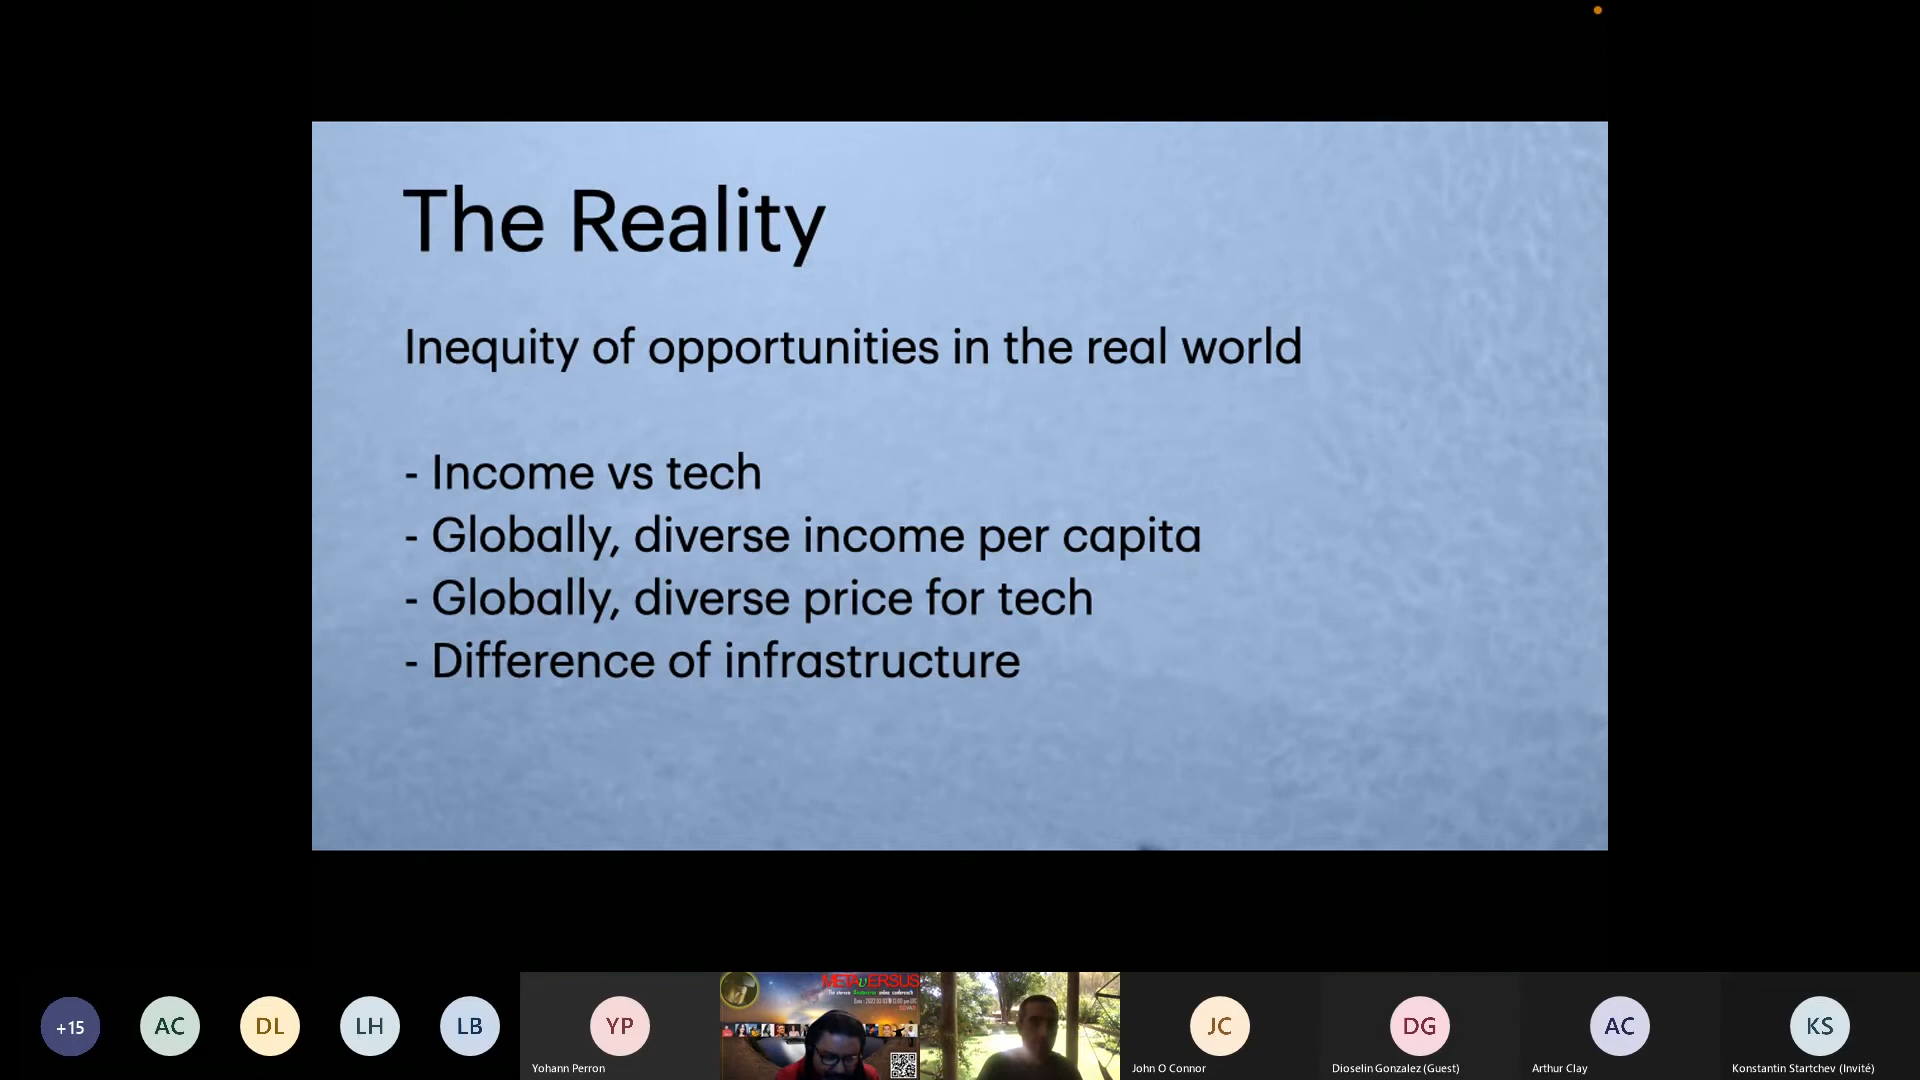 The Reality
Inequity of opportunities in the real world
- Income vs tech
- Globally, diverse income per capita
- Globally, diverse price for tech
- Difference of infrastructure
METAvERSUS
+15
AC
DL
LH
LB
YP
JC
DG
AC
KS
Yohann Perron
John O Connor
Dioselin Gonzalez (Guest)
Arthur Clay
Konstantin Startchev (Invité)